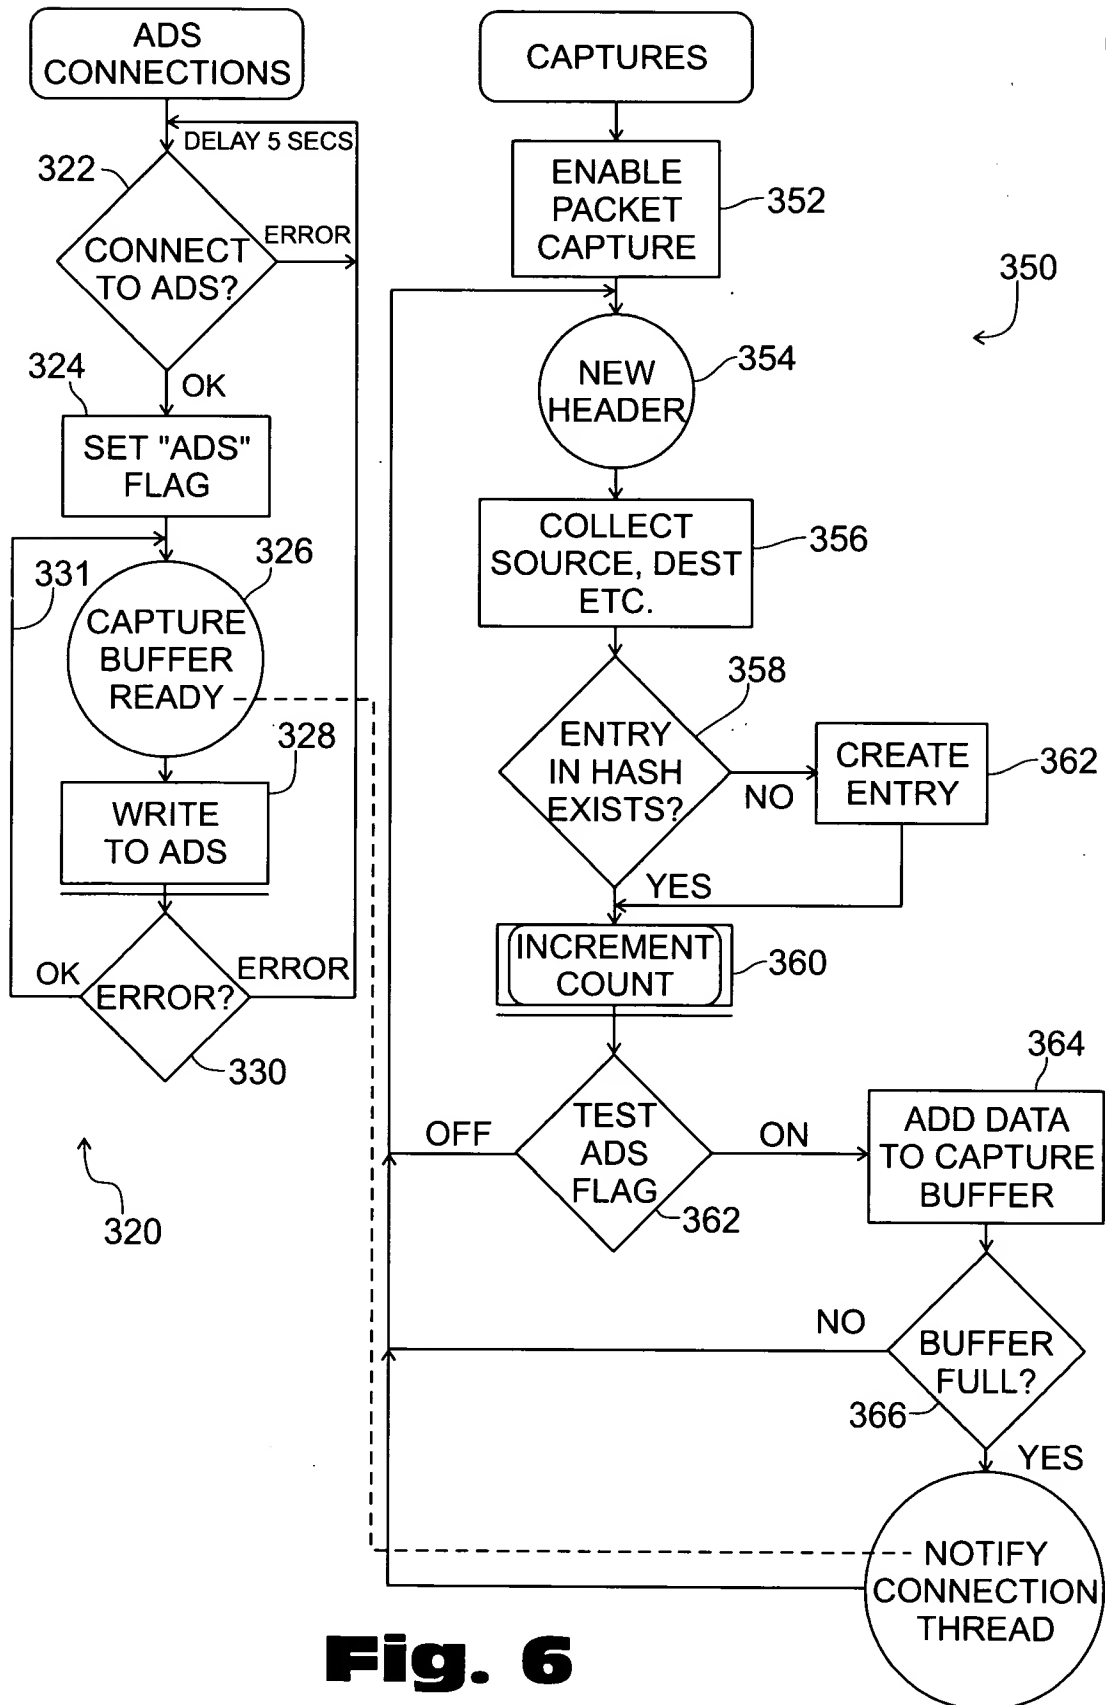 ADS
CONNECTIONS
DELAY 5 SECS
322
CONNECT
TO ADS?
ERROR
324
OK
SET "ADS"
FLAG
331
326
CAPTURE
BUFFER
READY
328
WRITE
TO ADS
OK
ERROR
ERROR?
330
320
CAPTURES
ENABLE
PACKET
CAPTURE
352
350
NEW
HEADER
354
COLLECT
SOURCE, DEST
ETC.
356
358
ENTRY
IN HASH
EXISTS?
NO
CREATE
ENTRY
362
YES
INCREMENT
COUNT
360
OFF
TEST
ADS
FLAG
ON
362
364
ADD DATA
TO CAPTURE
BUFFER
NO
BUFFER
FULL?
366
YES
NOTIFY
CONNECTION
THREAD
Fig. 6